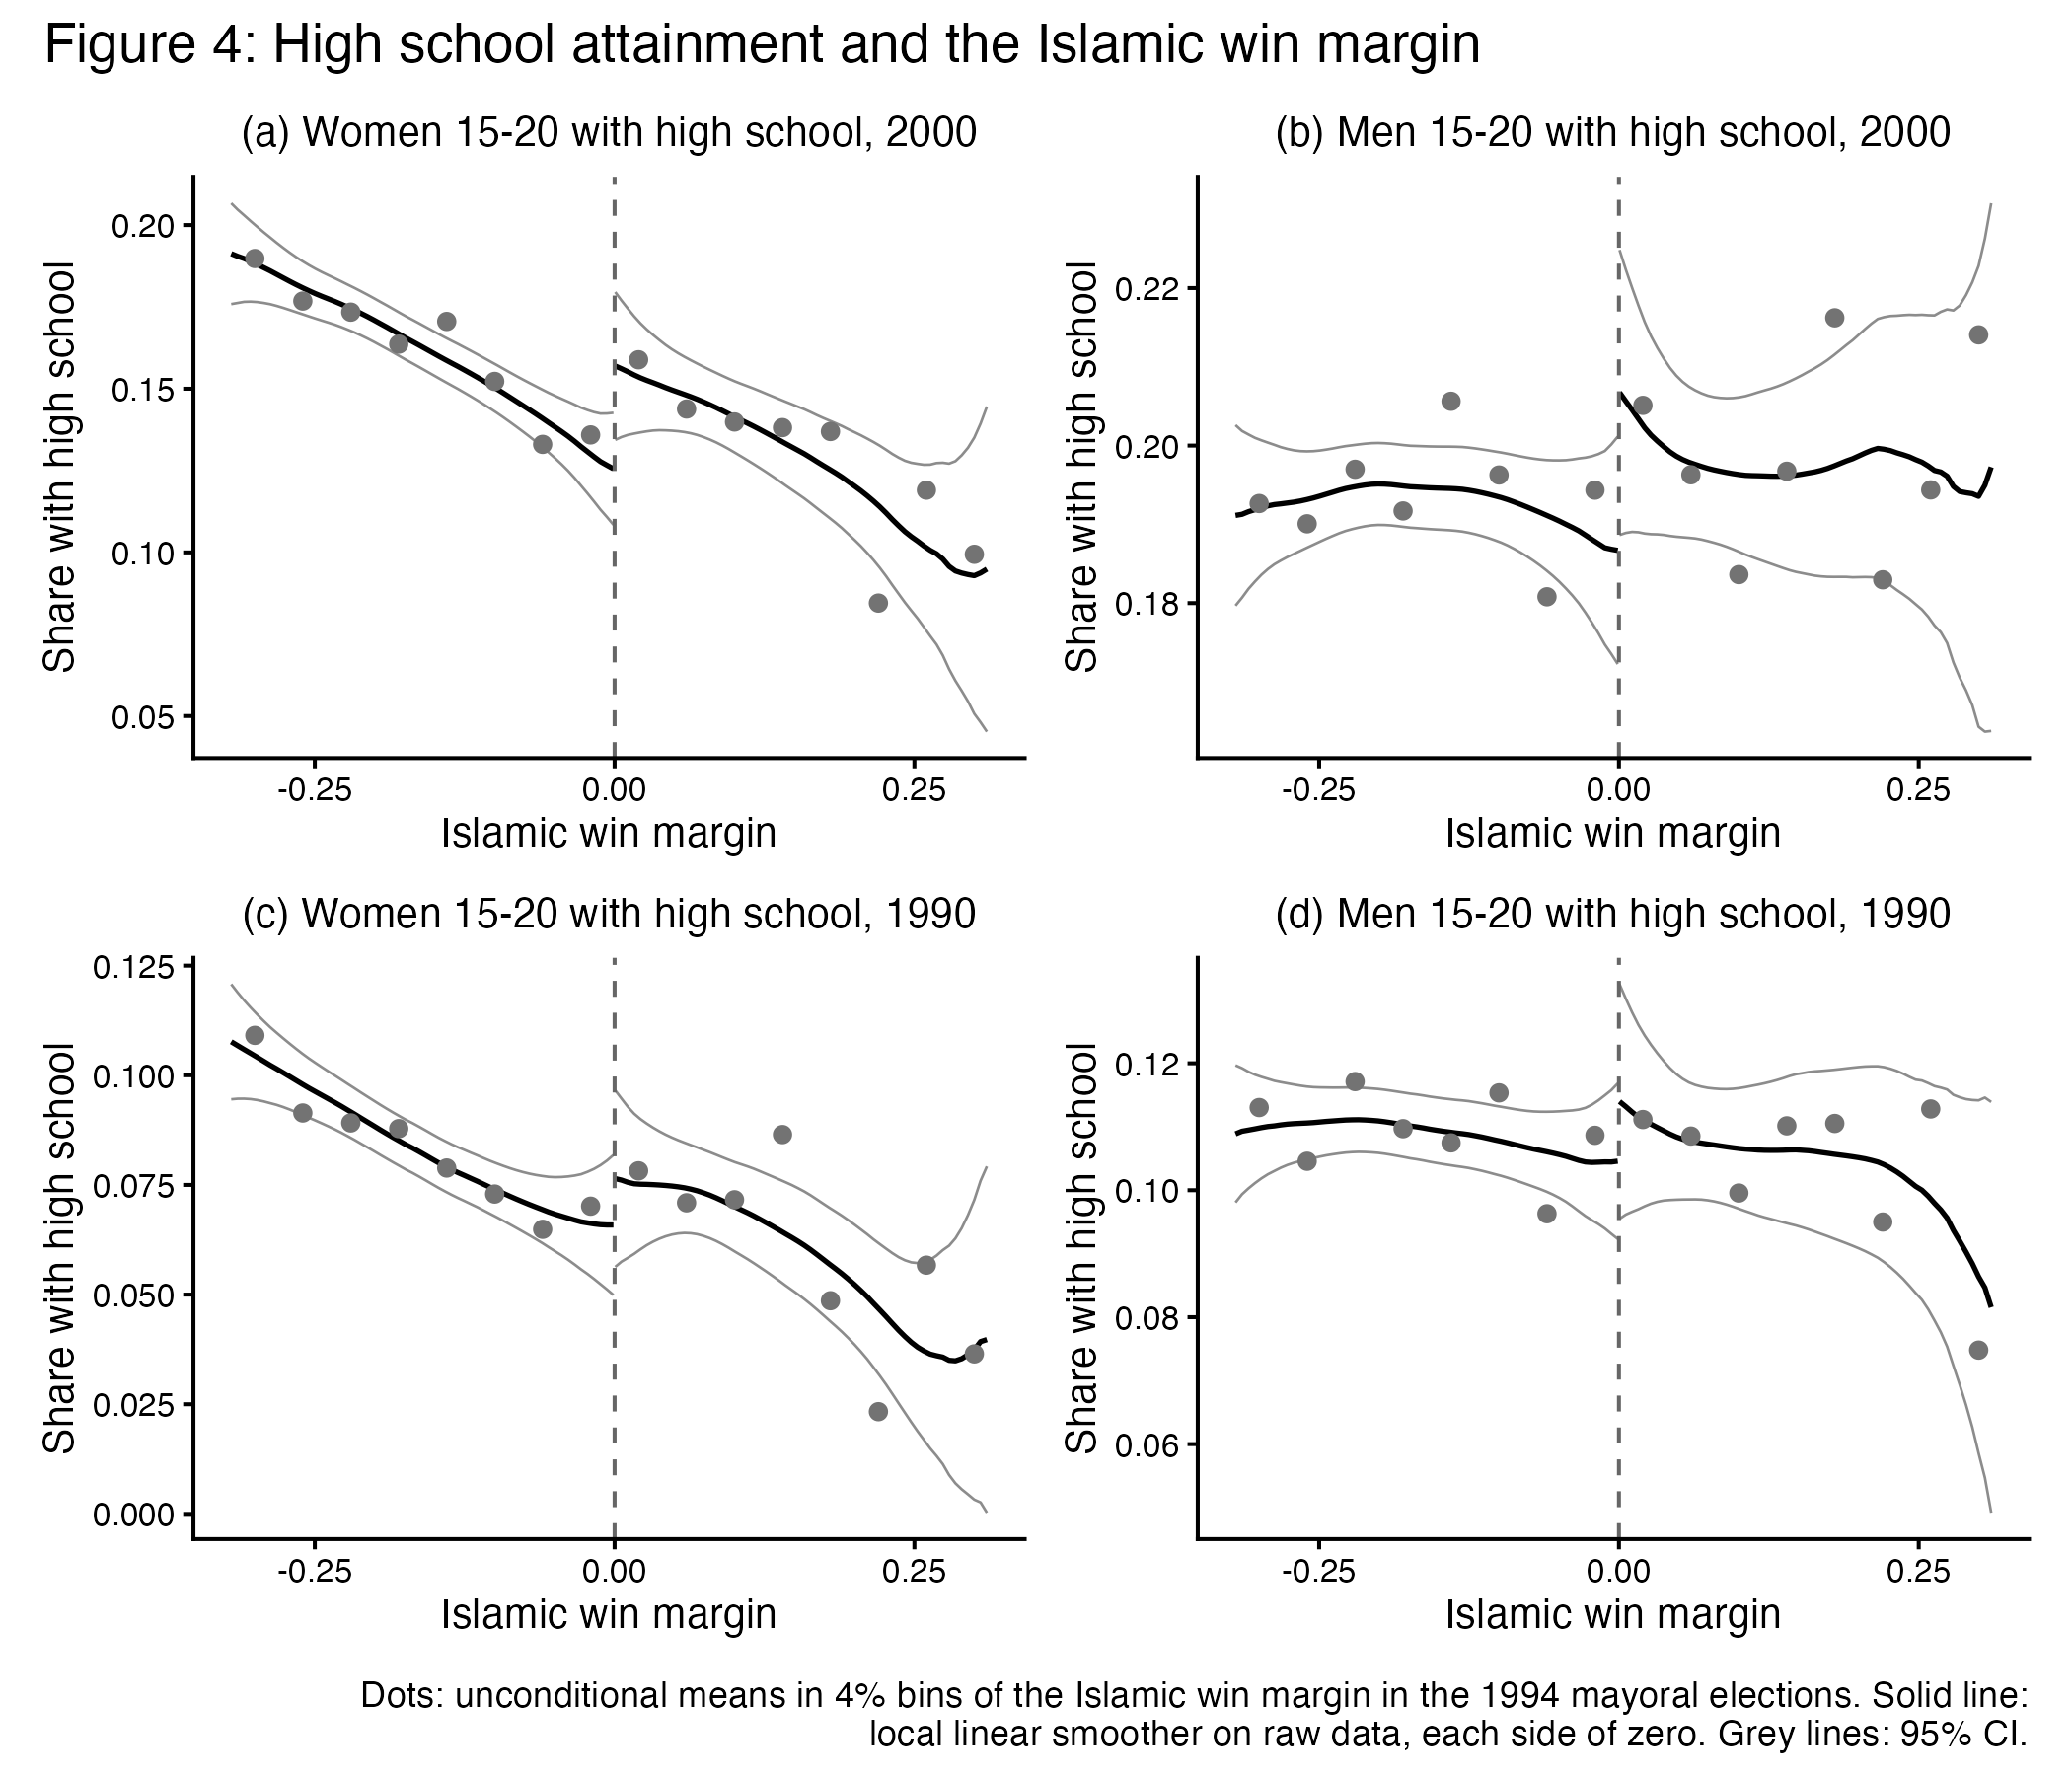 Figure 4: High school attainment and the Islamic win margin
(a) Women 15-20 with high school, 2000
Share with high school
0.20
0.15
0.10
0.05
-0.25 0.00 0.25
Islamic win margin
(b) Men 15-20 with high school, 2000
Share with high school
0.22
0.20
0.18
-0.25 0.00 0.25
Islamic win margin
(c) Women 15-20 with high school, 1990
Share with high school
0.125
0.100
0.075
0.050
0.025
0.000
-0.25 0.00 0.25
Islamic win margin
(d) Men 15-20 with high school, 1990
Share with high school
0.12
0.10
0.08
0.06
-0.25 0.00 0.25
Islamic win margin
Dots: unconditional means in 4% bins of the Islamic win margin in the 1994 mayoral elections. Solid line:
local linear smoother on raw data, each side of zero. Grey lines: 95% CI.